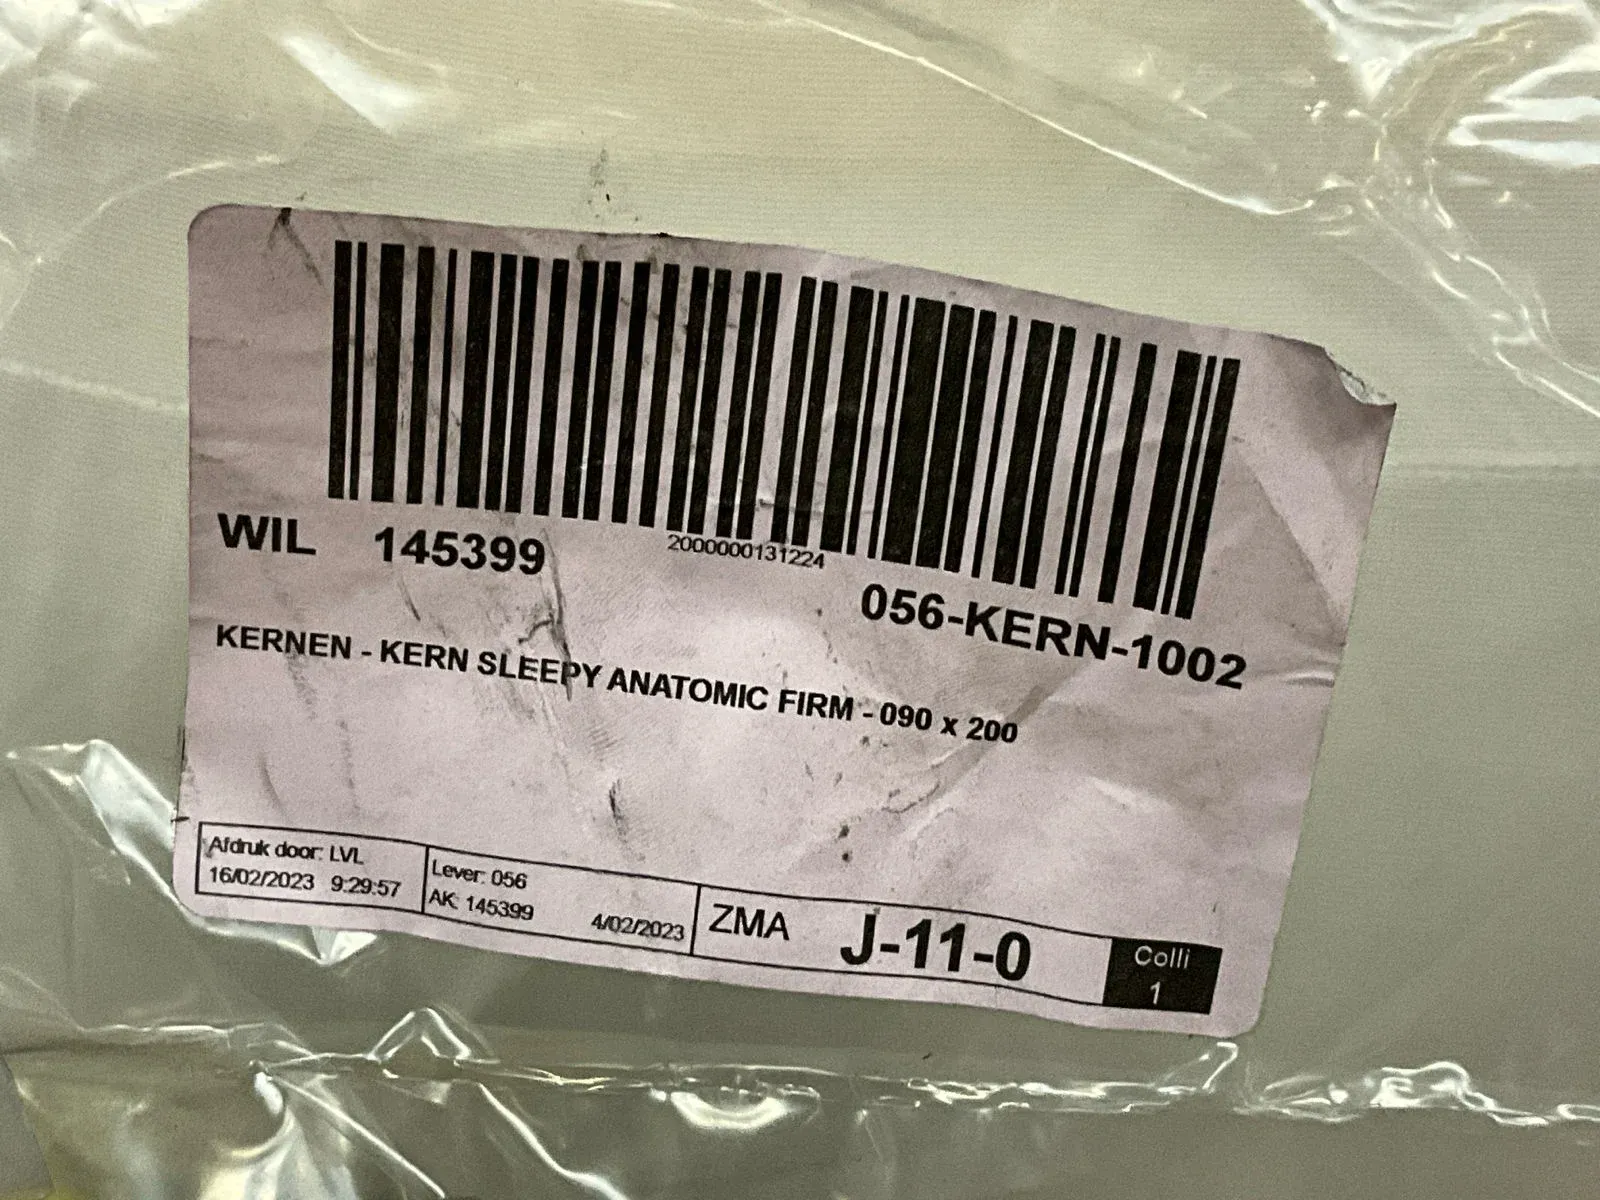 2000000131224
WIL 145399
056-KERN-1002
KERNEN - KERN SLEEPY ANATOMIC FIRM - 090 x 200
Afdruk door: LVL
16/02/2023 9:29:57
Lever: 056
AK: 145399 4/02/2023
ZMA J-11-0
Colli
1